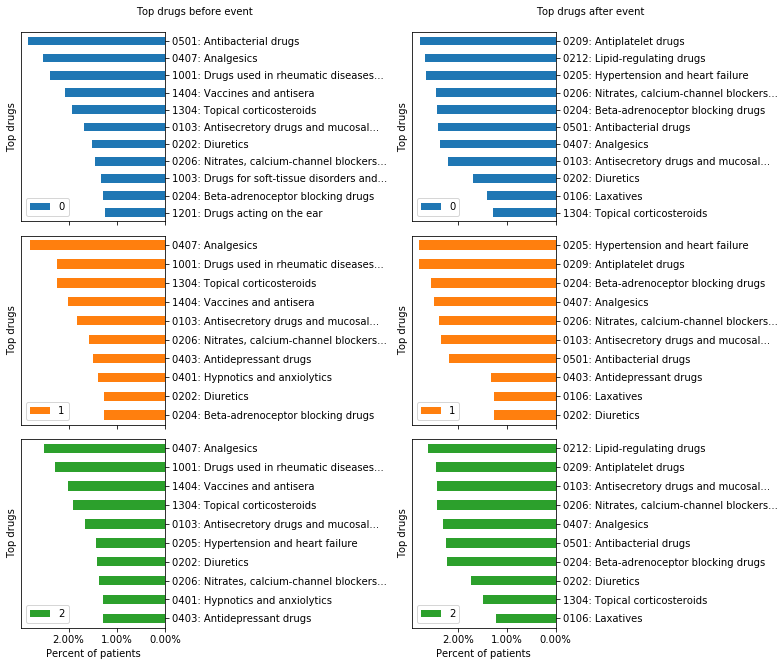 Top drugs before event
Top drugs
0501: Antibacterial drugs
0407: Analgesics
1001: Drugs used in rheumatic diseases...
1404: Vaccines and antisera
1304: Topical corticosteroids
0103: Antisecretory drugs and mucosal...
0202: Diuretics
0206: Nitrates, calcium-channel blockers...
1003: Drugs for soft-tissue disorders and...
0204: Beta-adrenoceptor blocking drugs
1201: Drugs acting on the ear
0
Top drugs
0407: Analgesics
1001: Drugs used in rheumatic diseases...
1304: Topical corticosteroids
1404: Vaccines and antisera
0103: Antisecretory drugs and mucosal...
0206: Nitrates, calcium-channel blockers...
0403: Antidepressant drugs
0401: Hypnotics and anxiolytics
0202: Diuretics
0204: Beta-adrenoceptor blocking drugs
1
Top drugs
0407: Analgesics
1001: Drugs used in rheumatic diseases...
1404: Vaccines and antisera
1304: Topical corticosteroids
0103: Antisecretory drugs and mucosal...
0205: Hypertension and heart failure
0202: Diuretics
0206: Nitrates, calcium-channel blockers...
0401: Hypnotics and anxiolytics
0403: Antidepressant drugs
2
2.00% 1.00% 0.00%
Percent of patients
Top drugs after event
Top drugs
0209: Antiplatelet drugs
0212: Lipid-regulating drugs
0205: Hypertension and heart failure
0206: Nitrates, calcium-channel blockers...
0204: Beta-adrenoceptor blocking drugs
0501: Antibacterial drugs
0407: Analgesics
0103: Antisecretory drugs and mucosal...
0202: Diuretics
0106: Laxatives
1304: Topical corticosteroids
0
Top drugs
0205: Hypertension and heart failure
0209: Antiplatelet drugs
0204: Beta-adrenoceptor blocking drugs
0407: Analgesics
0206: Nitrates, calcium-channel blockers...
0103: Antisecretory drugs and mucosal...
0501: Antibacterial drugs
0403: Antidepressant drugs
0106: Laxatives
0202: Diuretics
1
Top drugs
0212: Lipid-regulating drugs
0209: Antiplatelet drugs
0103: Antisecretory drugs and mucosal...
0206: Nitrates, calcium-channel blockers...
0407: Analgesics
0501: Antibacterial drugs
0204: Beta-adrenoceptor blocking drugs
0202: Diuretics
1304: Topical corticosteroids
0106: Laxatives
2
2.00% 1.00% 0.00%
Percent of patients